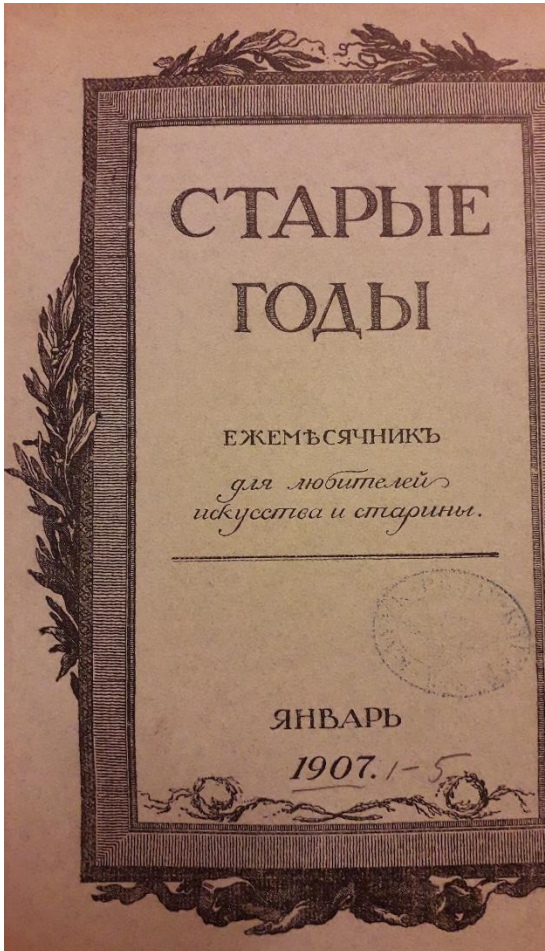 СТАРЫЕ
ГОДЫ
ЕЖЕМѢСЯЧНИКЪ
для любителей
искусства и старины.
ЯНВАРЬ
1907. 1-5